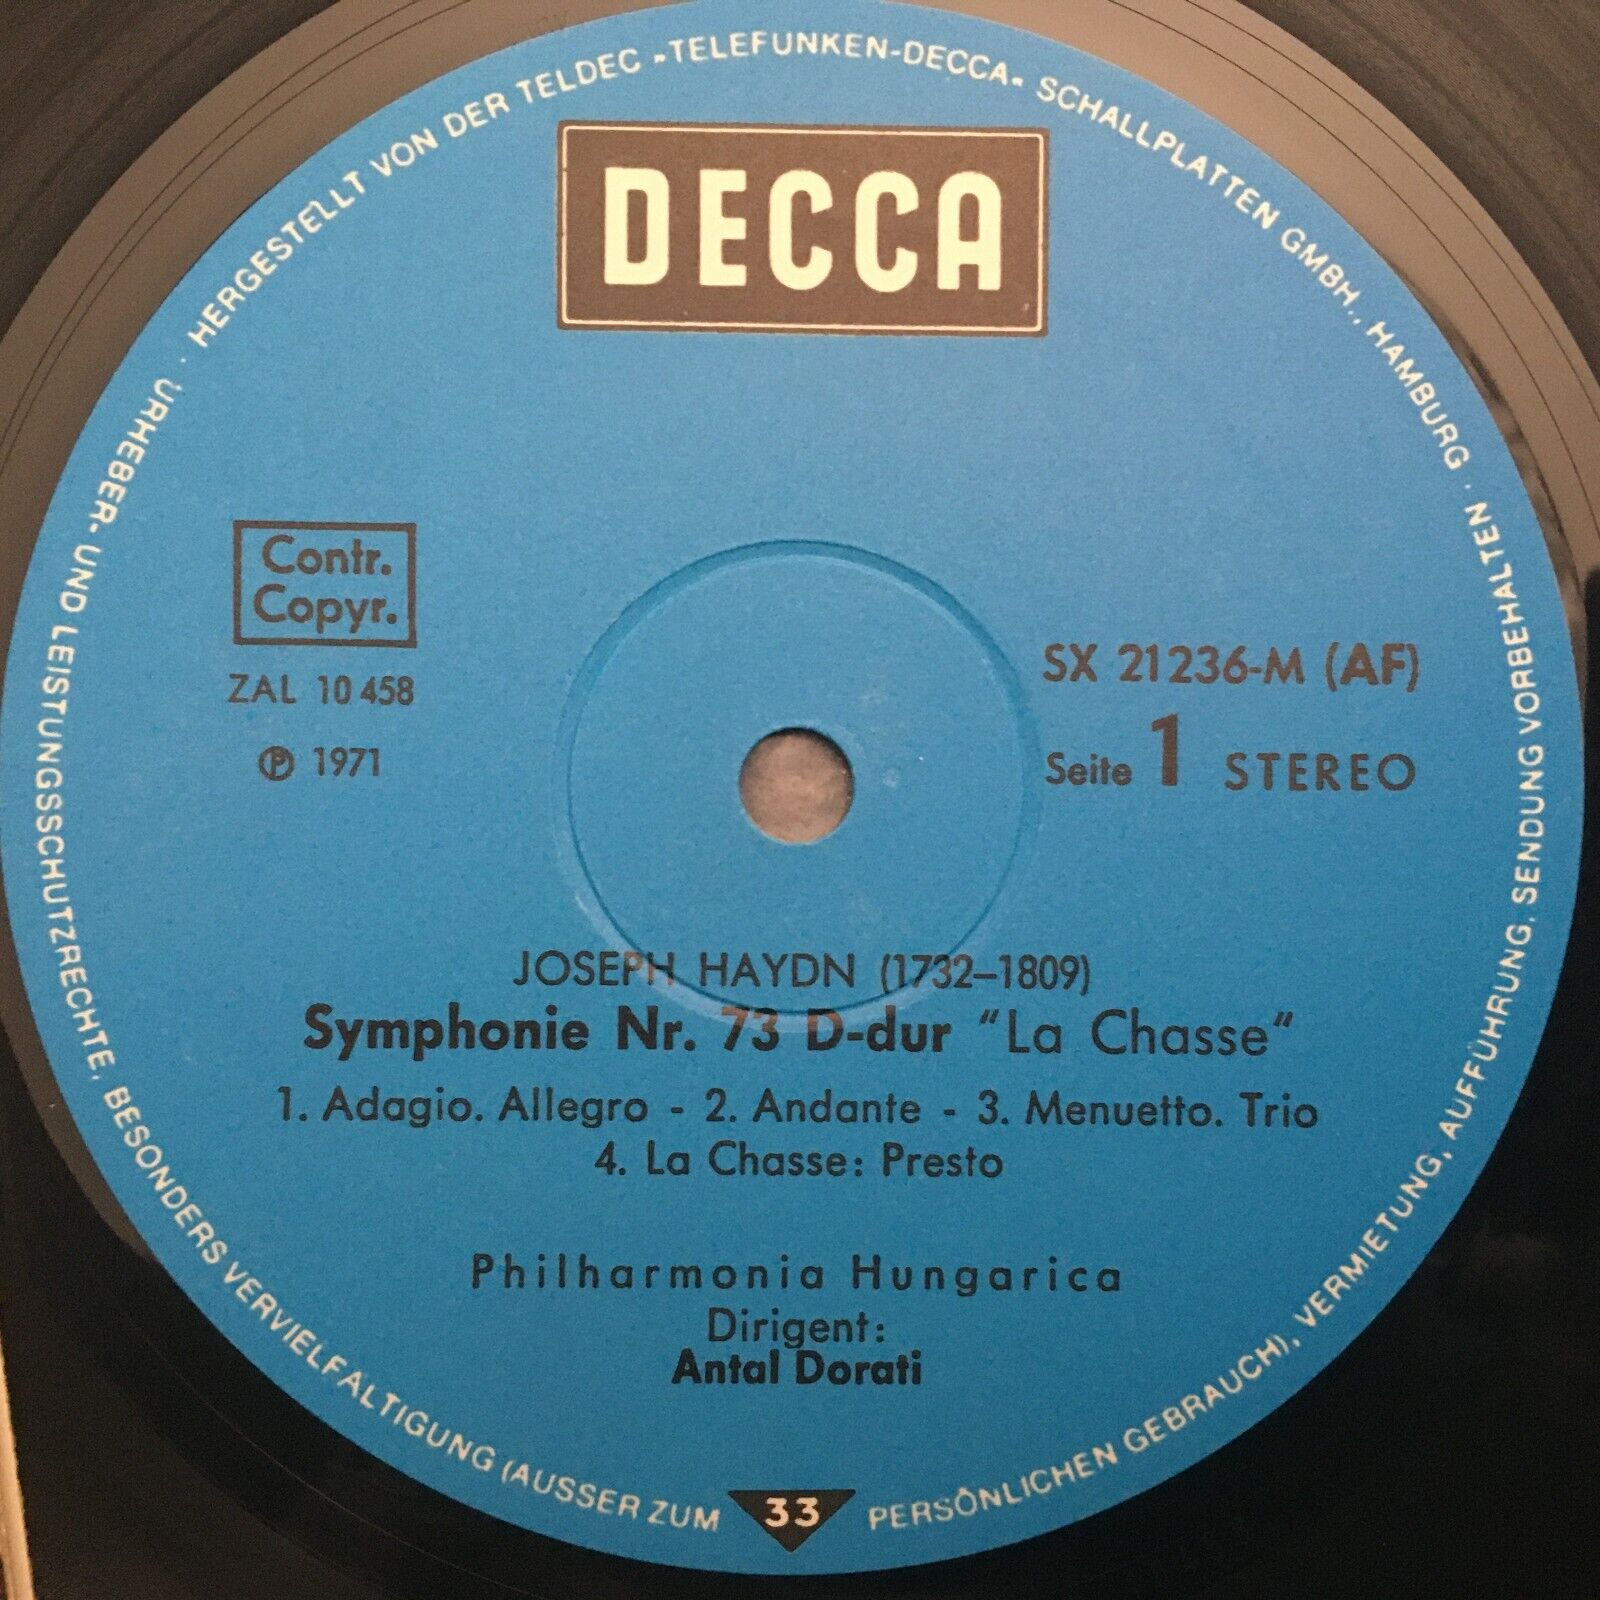 HERGESTELLT VON DER TELDEC »TELEFUNKEN-DECCA« SCHALLPLATTEN GMBH., HAMBURG ·
URHEBER- UND LEISTUNGSSCHUTZRECHTE, BESONDERS VERVIELFALTIGUNG (AUSSER ZUM PERSÖNLICHEN GEBRAUCH), VERMIETUNG, AUFFÜHRUNG, SENDUNG VORBEHALTEN ·
DECCA
Contr.
Copyr.
ZAL 10 458
℗ 1971
SX 21236-M (AF)
Seite 1 STEREO
JOSEPH HAYDN (1732–1809)
Symphonie Nr. 73 D-dur "La Chasse"
1. Adagio. Allegro - 2. Andante - 3. Menuetto. Trio
4. La Chasse: Presto
Philharmonia Hungarica
Dirigent:
Antal Dorati
33